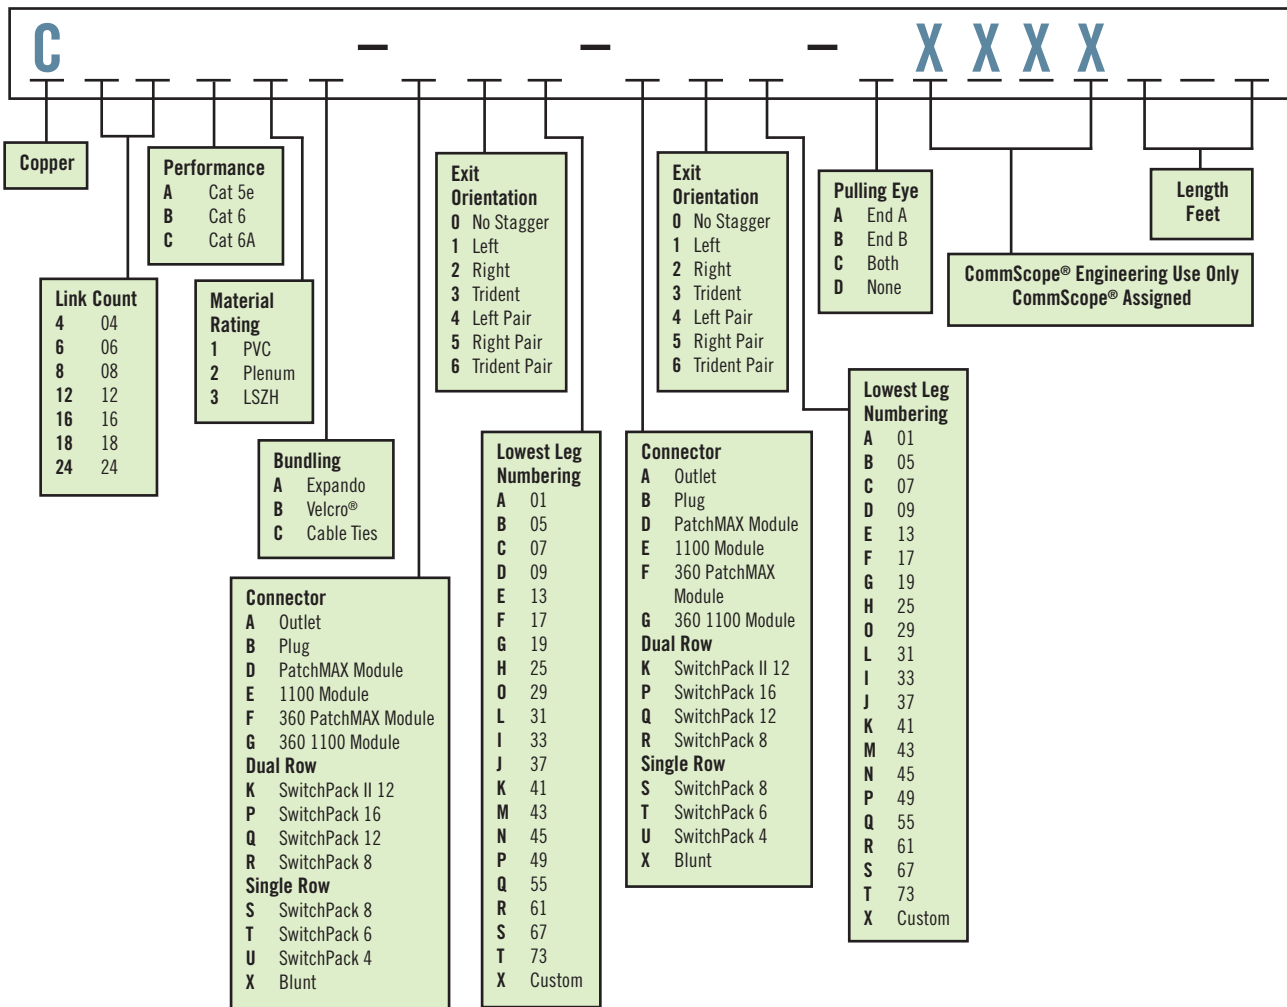 C – – – X X X X
Copper
Link Count
4 04
6 06
8 08
12 12
16 16
18 18
24 24
Performance
A Cat 5e
B Cat 6
C Cat 6A
Material
Rating
1 PVC
2 Plenum
3 LSZH
Bundling
A Expando
B Velcro®
C Cable Ties
Connector
A Outlet
B Plug
D PatchMAX Module
E 1100 Module
F 360 PatchMAX Module
G 360 1100 Module
Dual Row
K SwitchPack II 12
P SwitchPack 16
Q SwitchPack 12
R SwitchPack 8
Single Row
S SwitchPack 8
T SwitchPack 6
U SwitchPack 4
X Blunt
Exit
Orientation
0 No Stagger
1 Left
2 Right
3 Trident
4 Left Pair
5 Right Pair
6 Trident Pair
Lowest Leg
Numbering
A 01
B 05
C 07
D 09
E 13
F 17
G 19
H 25
O 29
L 31
I 33
J 37
K 41
M 43
N 45
P 49
Q 55
R 61
S 67
T 73
X Custom
Connector
A Outlet
B Plug
D PatchMAX Module
E 1100 Module
F 360 PatchMAX
Module
G 360 1100 Module
Dual Row
K SwitchPack II 12
P SwitchPack 16
Q SwitchPack 12
R SwitchPack 8
Single Row
S SwitchPack 8
T SwitchPack 6
U SwitchPack 4
X Blunt
Exit
Orientation
0 No Stagger
1 Left
2 Right
3 Trident
4 Left Pair
5 Right Pair
6 Trident Pair
Lowest Leg
Numbering
A 01
B 05
C 07
D 09
E 13
F 17
G 19
H 25
O 29
L 31
I 33
J 37
K 41
M 43
N 45
P 49
Q 55
R 61
S 67
T 73
X Custom
Pulling Eye
A End A
B End B
C Both
D None
CommScope® Engineering Use Only
CommScope® Assigned
Length
Feet